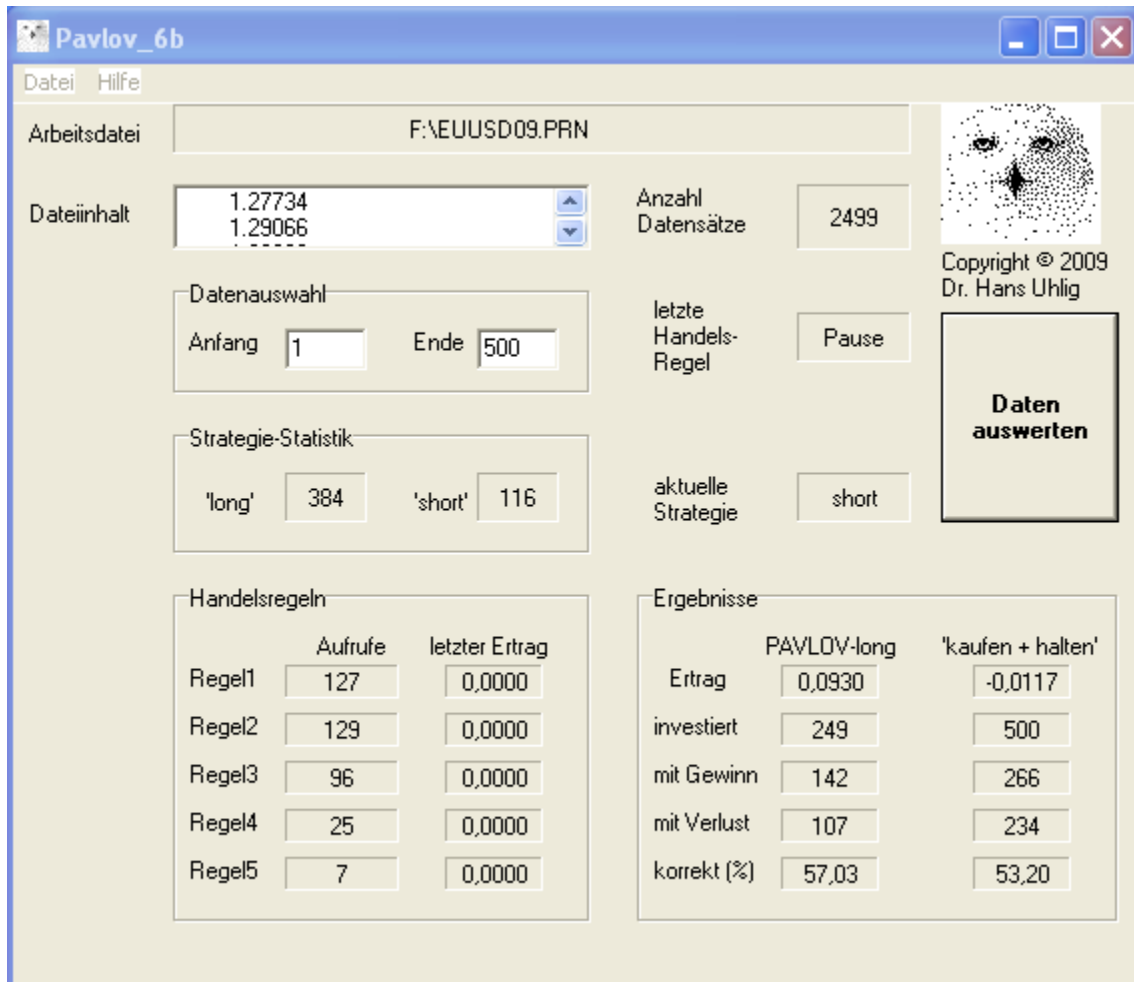 Pavlov_6b
Datei Hilfe
Arbeitsdatei F:\EUUSD09.PRN
Dateiinhalt 1.27734
1.29066
Anzahl
Datensätze 2499
Copyright © 2009
Dr. Hans Uhlig
Datenauswahl
Anfang 1 Ende 500
letzte
Handels-
Regel Pause
Daten
auswerten
Strategie-Statistik
'long' 384 'short' 116
aktuelle
Strategie short
Handelsregeln
Aufrufe letzter Ertrag
Regel1 127 0,0000
Regel2 129 0,0000
Regel3 96 0,0000
Regel4 25 0,0000
Regel5 7 0,0000
Ergebnisse
PAVLOV-long 'kaufen + halten'
Ertrag 0,0930 -0,0117
investiert 249 500
mit Gewinn 142 266
mit Verlust 107 234
korrekt (%) 57,03 53,20